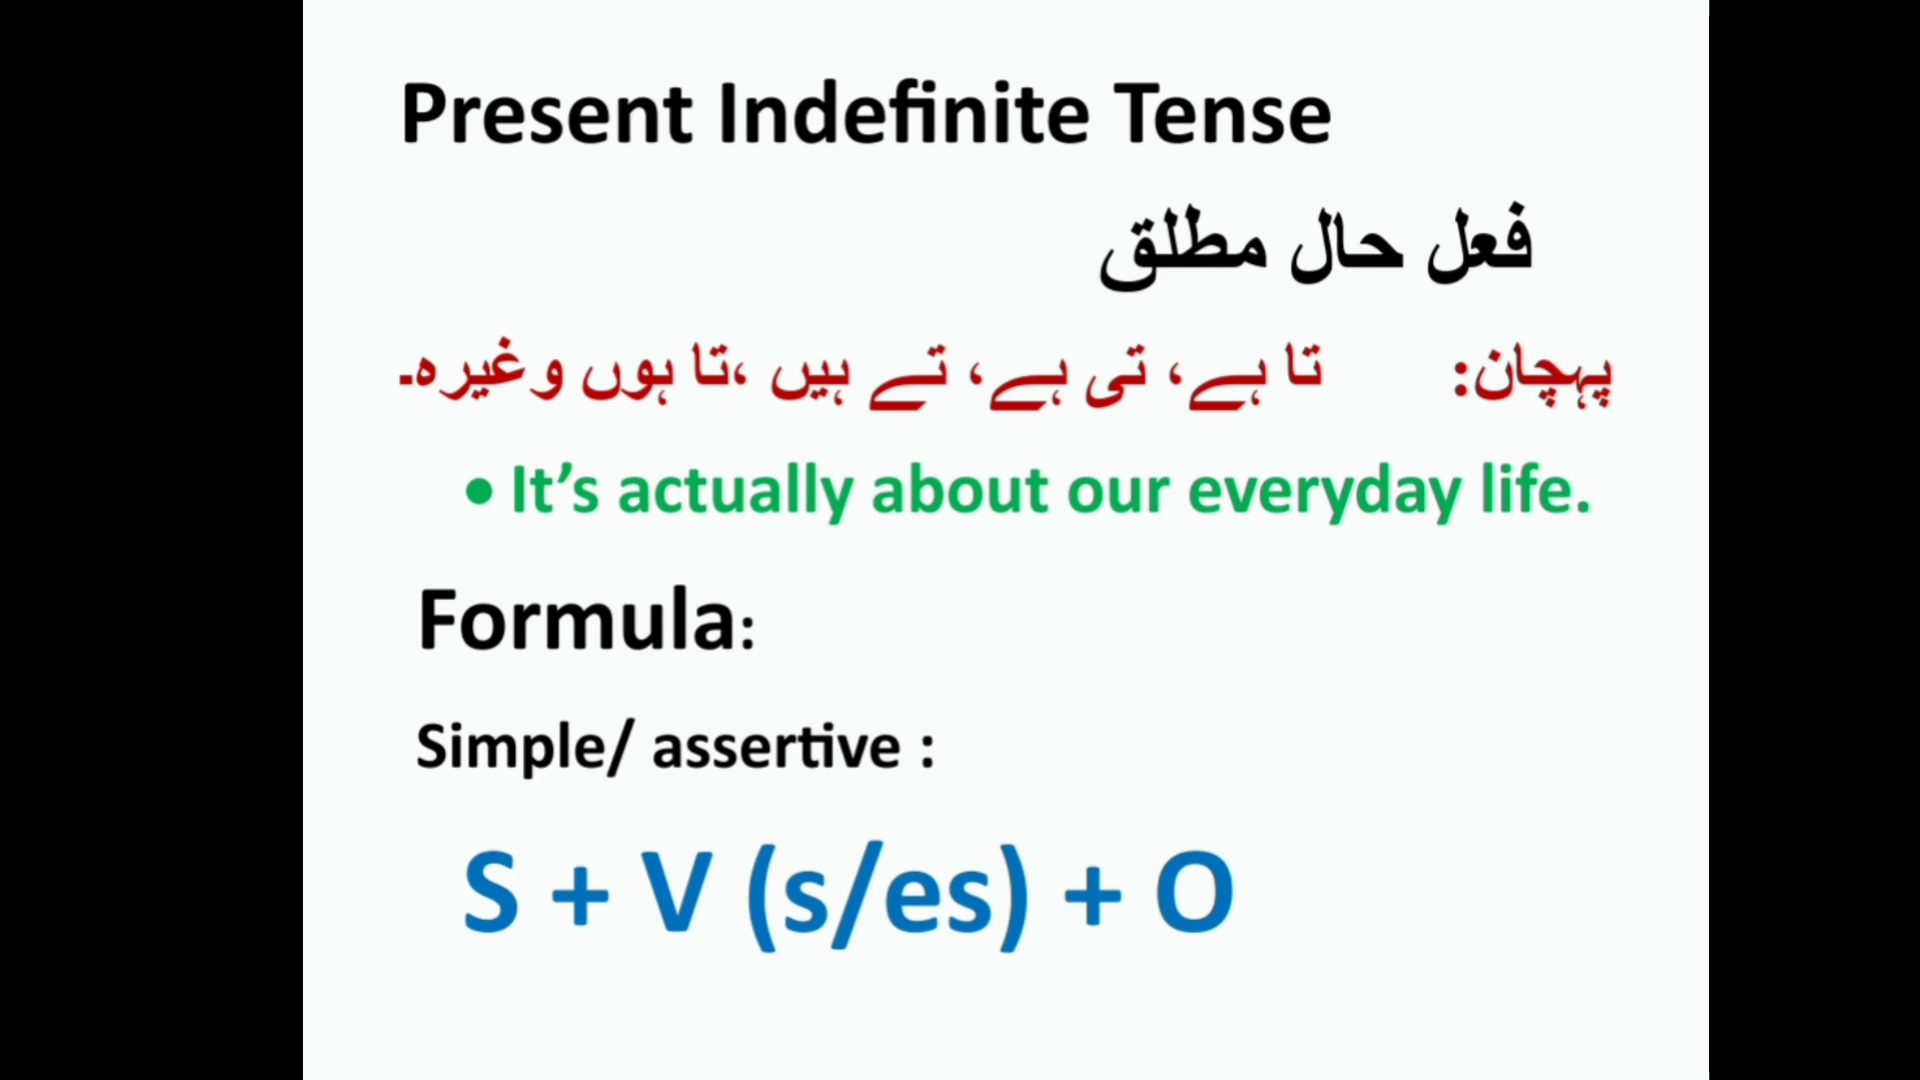 Present Indefinite Tense
فعل حال مطلق
پہچان: تا ہے، تی ہے، تے ہیں ،تا ہوں وغیرہ۔
• It’s actually about our everyday life.
Formula:
Simple/ assertive :
S + V (s/es) + O